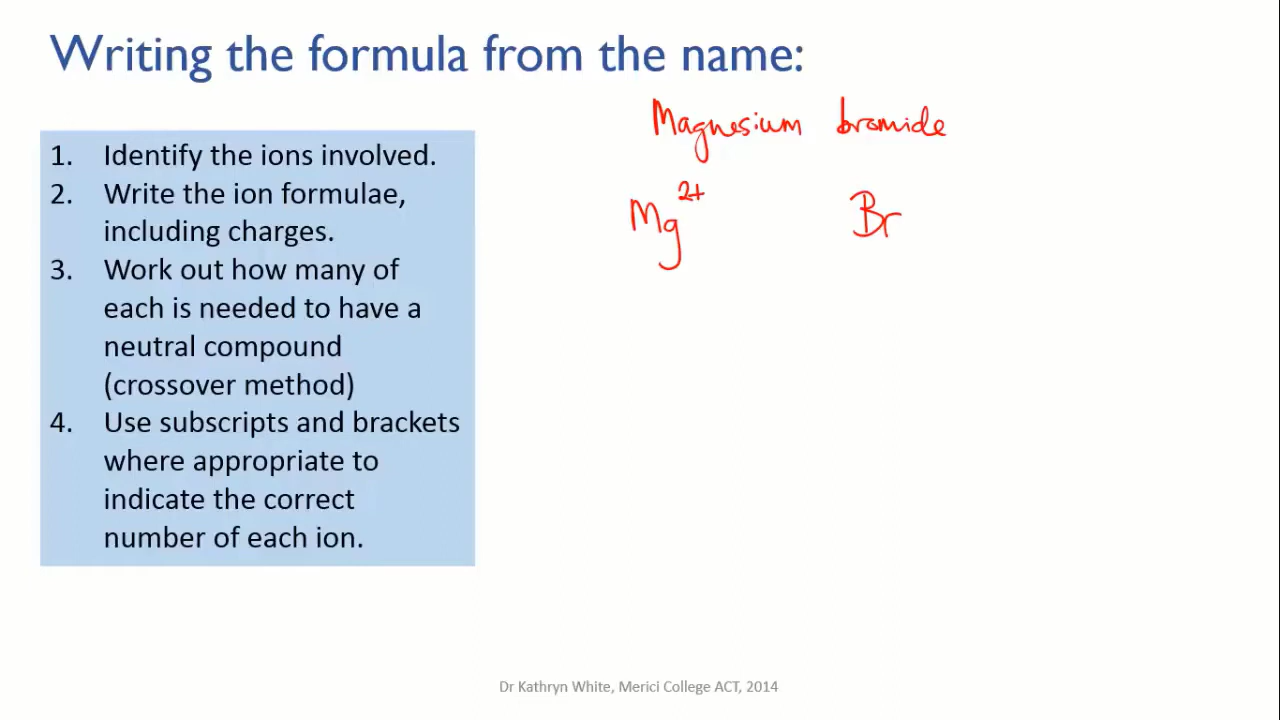 Writing the formula from the name:
Magnesium bromide
1. Identify the ions involved.
2. Write the ion formulae,
including charges.
3. Work out how many of
each is needed to have a
neutral compound
(crossover method)
4. Use subscripts and brackets
where appropriate to
indicate the correct
number of each ion.
Mg 2+ Br
Dr Kathryn White, Merici College ACT, 2014